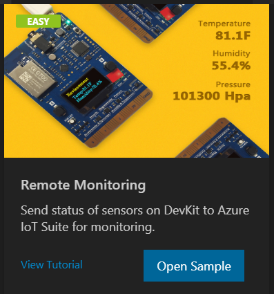 EASY
Temperature
81.1F
Humidity
55.4%
Pressure
101300 Hpa
Remote Monitoring
Send status of sensors on DevKit to Azure
IoT Suite for monitoring.
View Tutorial
Open Sample